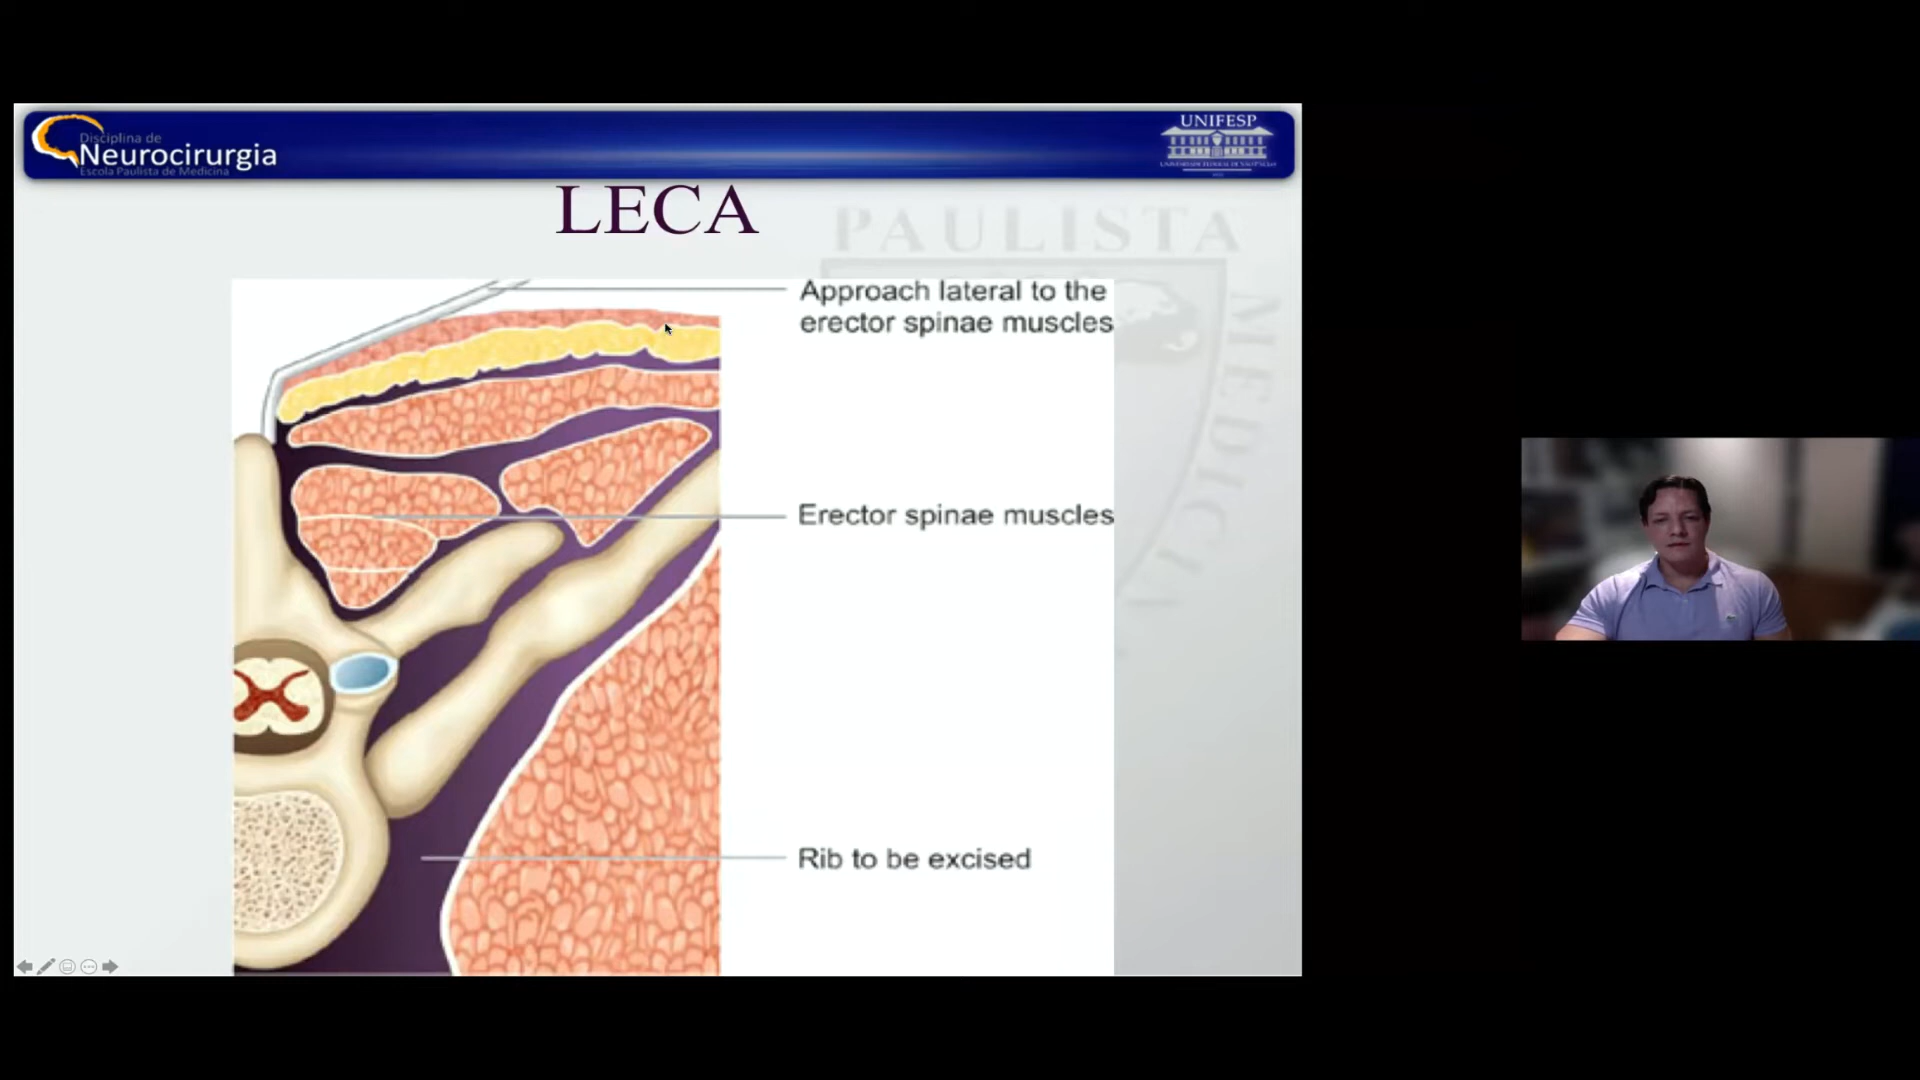 Disciplina de
Neurocirurgia
Escola Paulista de Medicina
UNIFESP
LECA
PAULISTA
MEDICI
Approach lateral to the
erector spinae muscles
Erector spinae muscles
Rib to be excised